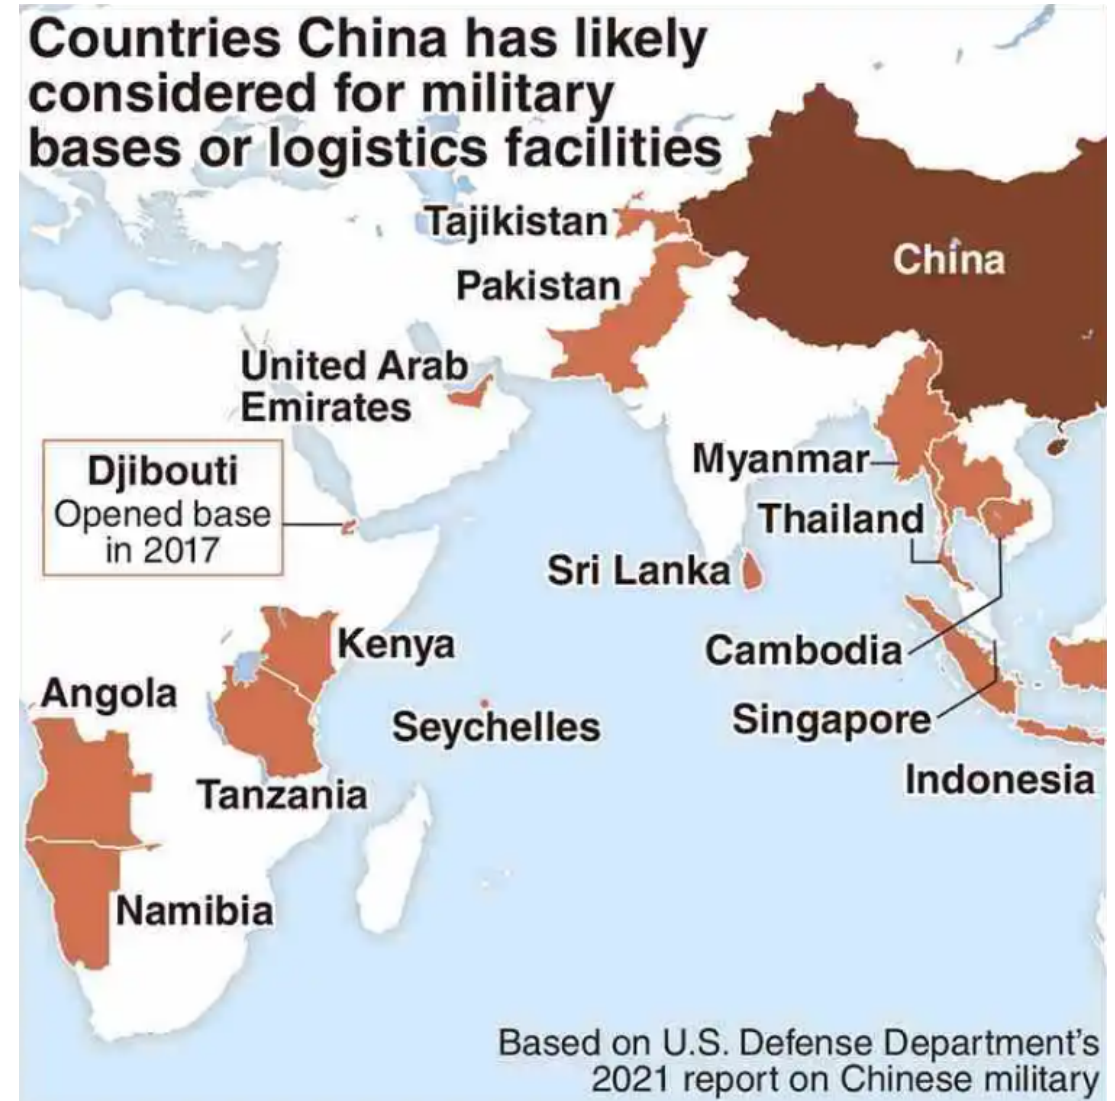 Countries China has likely
considered for military
bases or logistics facilities
Tajikistan
China
Pakistan
United Arab
Emirates
Djibouti
Opened base
in 2017
Myanmar
Thailand
Sri Lanka
Kenya
Cambodia
Angola
Seychelles
Singapore
Indonesia
Tanzania
Namibia
Based on U.S. Defense Department's
2021 report on Chinese military